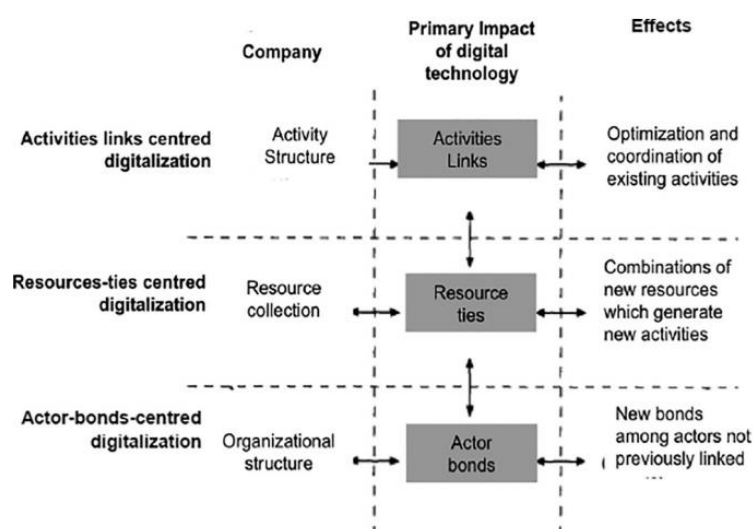 Company
Primary Impact
of digital
technology
Effects
Activities links centred
digitalization
Activity
Structure
Activities
Links
Optimization and
coordination of
existing activities
Resources-ties centred
digitalization
Resource
collection
Resource
ties
Combinations of
new resources
which generate
new activities
Actor-bonds-centred
digitalization
Organizational
structure
Actor
bonds
New bonds
among actors not
previously linked